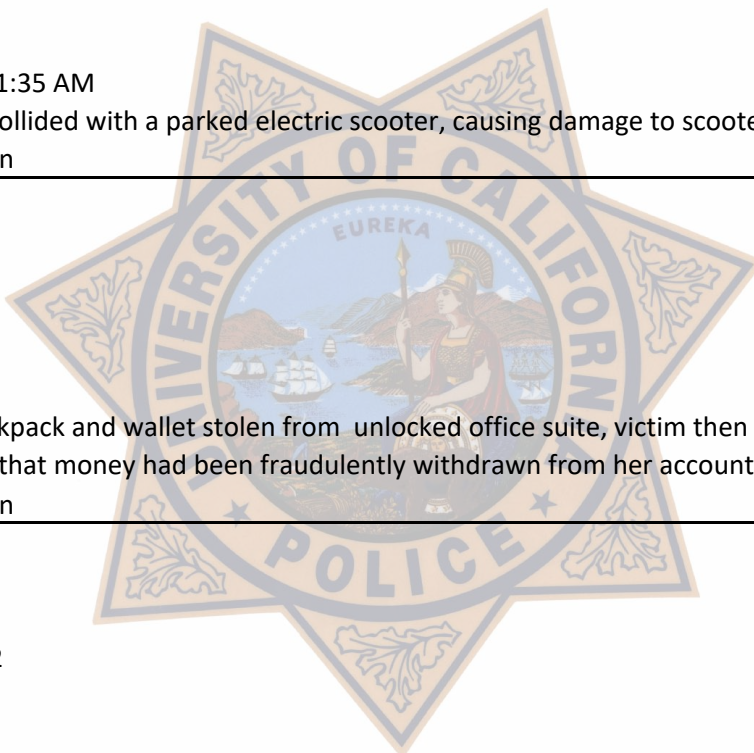 1:35 AM
ollided with a parked electric scooter, causing damage to scoote
n
UNIVERSITY OF CALIFORNIA
EUREKA
kpack and wallet stolen from unlocked office suite, victim then
that money had been fraudulently withdrawn from her account
n
POLICE
2